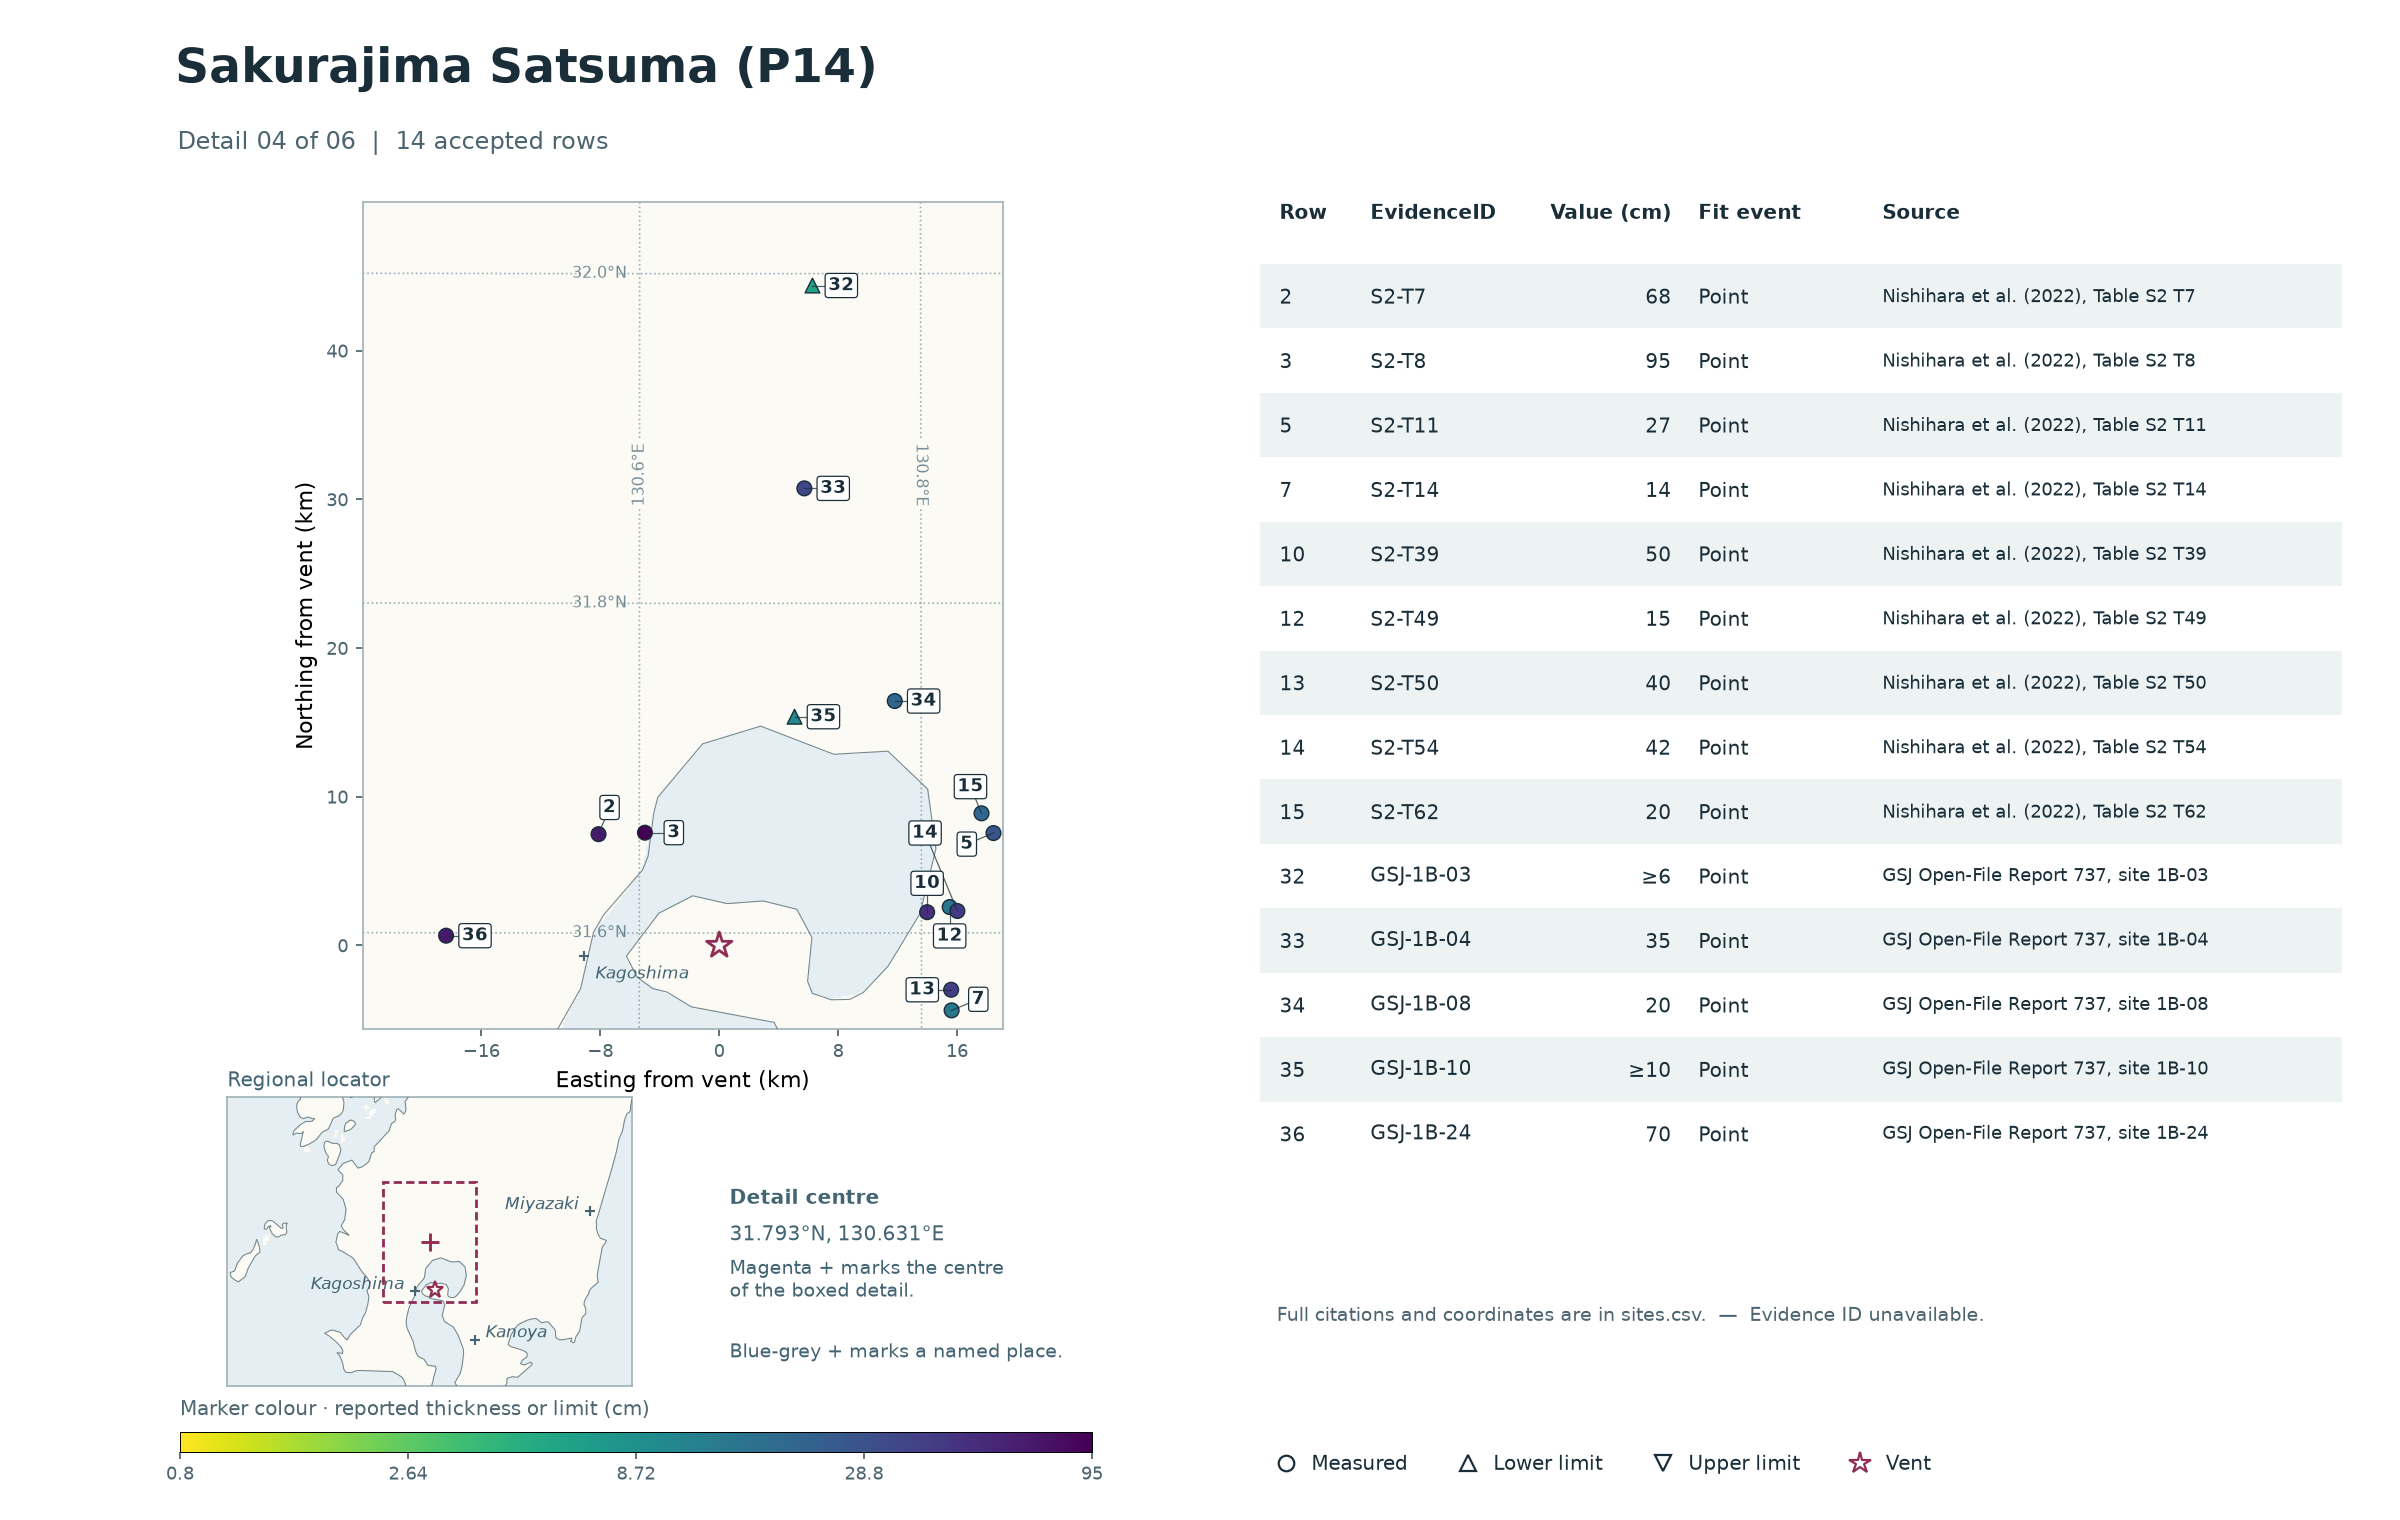 Sakurajima Satsuma (P14)
Detail 04 of 06 | 14 accepted rows
32.0°N
32
40
130.6°E
130.8°E
33
30
Northing from vent (km)
31.8°N
20
34
35
15
10
2
3
14
5
10
36
31.6°N
12
0
Kagoshima
13
7
−16
−8
0
8
16
Easting from vent (km)
Regional locator
Miyazaki
Kagoshima
Kanoya
Detail centre
31.793°N, 130.631°E
Magenta + marks the centre
of the boxed detail.
Blue-grey + marks a named place.
Marker colour · reported thickness or limit (cm)
0.8
2.64
8.72
28.8
95
Row EvidenceID Value (cm) Fit event Source
2 S2-T7 68 Point Nishihara et al. (2022), Table S2 T7
3 S2-T8 95 Point Nishihara et al. (2022), Table S2 T8
5 S2-T11 27 Point Nishihara et al. (2022), Table S2 T11
7 S2-T14 14 Point Nishihara et al. (2022), Table S2 T14
10 S2-T39 50 Point Nishihara et al. (2022), Table S2 T39
12 S2-T49 15 Point Nishihara et al. (2022), Table S2 T49
13 S2-T50 40 Point Nishihara et al. (2022), Table S2 T50
14 S2-T54 42 Point Nishihara et al. (2022), Table S2 T54
15 S2-T62 20 Point Nishihara et al. (2022), Table S2 T62
32 GSJ-1B-03 ≥6 Point GSJ Open-File Report 737, site 1B-03
33 GSJ-1B-04 35 Point GSJ Open-File Report 737, site 1B-04
34 GSJ-1B-08 20 Point GSJ Open-File Report 737, site 1B-08
35 GSJ-1B-10 ≥10 Point GSJ Open-File Report 737, site 1B-10
36 GSJ-1B-24 70 Point GSJ Open-File Report 737, site 1B-24
Full citations and coordinates are in sites.csv. — Evidence ID unavailable.
Measured
Lower limit
Upper limit
Vent